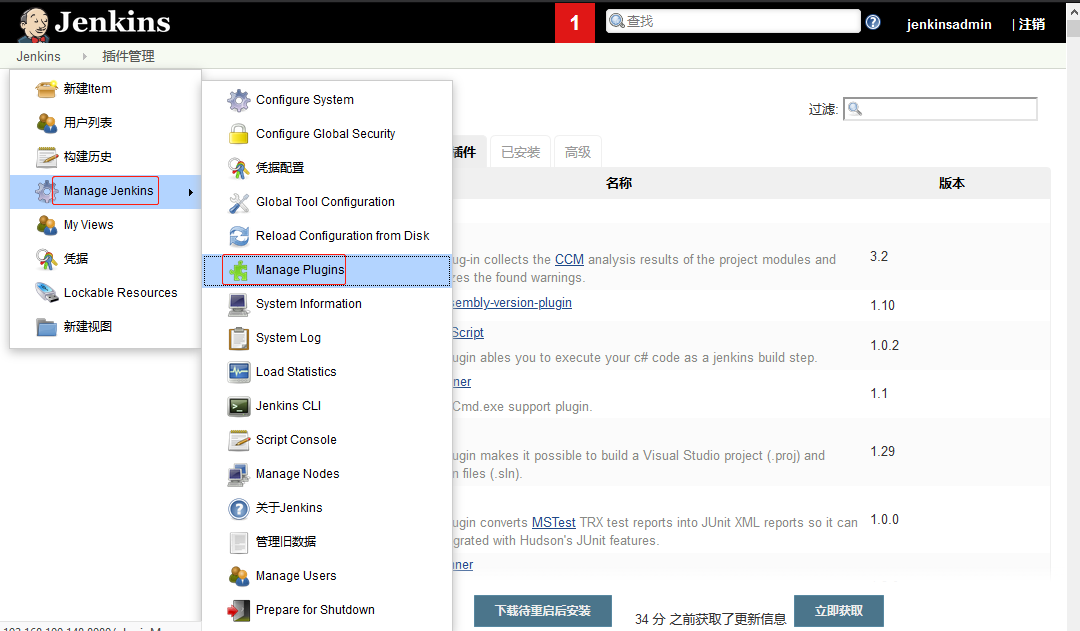 Jenkins
1
查找
jenkinsadmin
| 注销
Jenkins
插件管理
新建Item
用户列表
构建历史
Manage Jenkins
My Views
凭据
Lockable Resources
新建视图
Configure System
Configure Global Security
凭据配置
Global Tool Configuration
Reload Configuration from Disk
Manage Plugins
System Information
System Log
Load Statistics
Jenkins CLI
Script Console
Manage Nodes
关于Jenkins
管理旧数据
Manage Users
Prepare for Shutdown
过滤:
插件
已安装
高级
名称
版本
ug-in collects the CCM analysis results of the project modules and
zes the found warnings.
3.2
sembly-version-plugin
1.10
Script
ugin ables you to execute your c# code as a jenkins build step.
1.0.2
ner
Cmd.exe support plugin.
1.1
ugin makes it possible to build a Visual Studio project (.proj) and
n files (.sln).
1.29
ugin converts MSTest TRX test reports into JUnit XML reports so it can
grated with Hudson's JUnit features.
1.0.0
nner
下载待重启后安装
34 分 之前获取了更新信息
立即获取